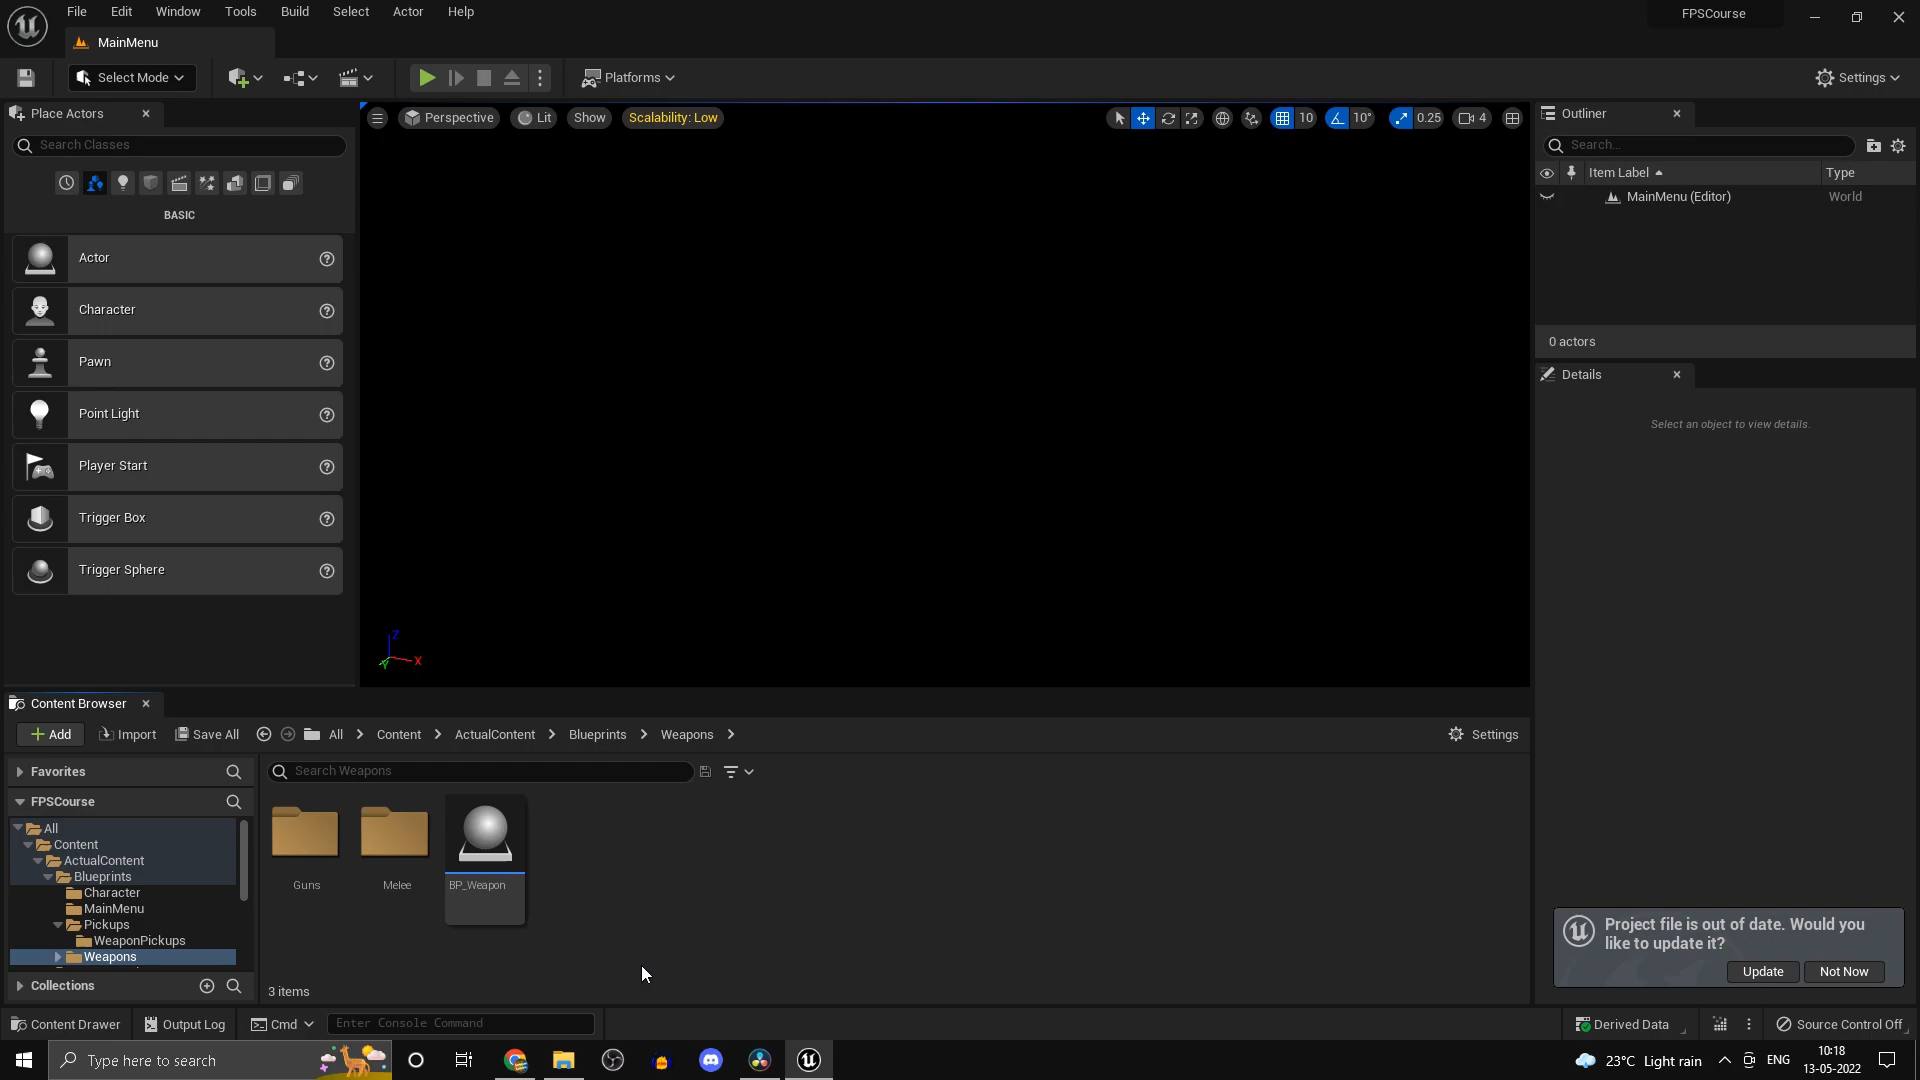 File Edit Window Tools Build Select Actor Help
FPSCourse
MainMenu
Select Mode
Platforms
Settings
Place Actors
Search Classes
BASIC
Actor
Character
Pawn
Point Light
Player Start
Trigger Box
Trigger Sphere
Perspective Lit Show Scalability: Low
10 10° 0.25 4
Z
X
Y
Outliner
Search...
Item Label Type
MainMenu (Editor) World
0 actors
Details
Select an object to view details.
Content Browser
Add Import Save All All Content ActualContent Blueprints Weapons Settings
Favorites
FPSCourse
All
Content
ActualContent
Blueprints
Character
MainMenu
Pickups
WeaponPickups
Weapons
Collections
Search Weapons
Guns Melee BP_Weapon
3 items
Project file is out of date. Would you
like to update it?
Update Not Now
Content Drawer Output Log Cmd Enter Console Command
Derived Data Source Control Off
Type here to search
23°C Light rain ENG
10:18
13-05-2022